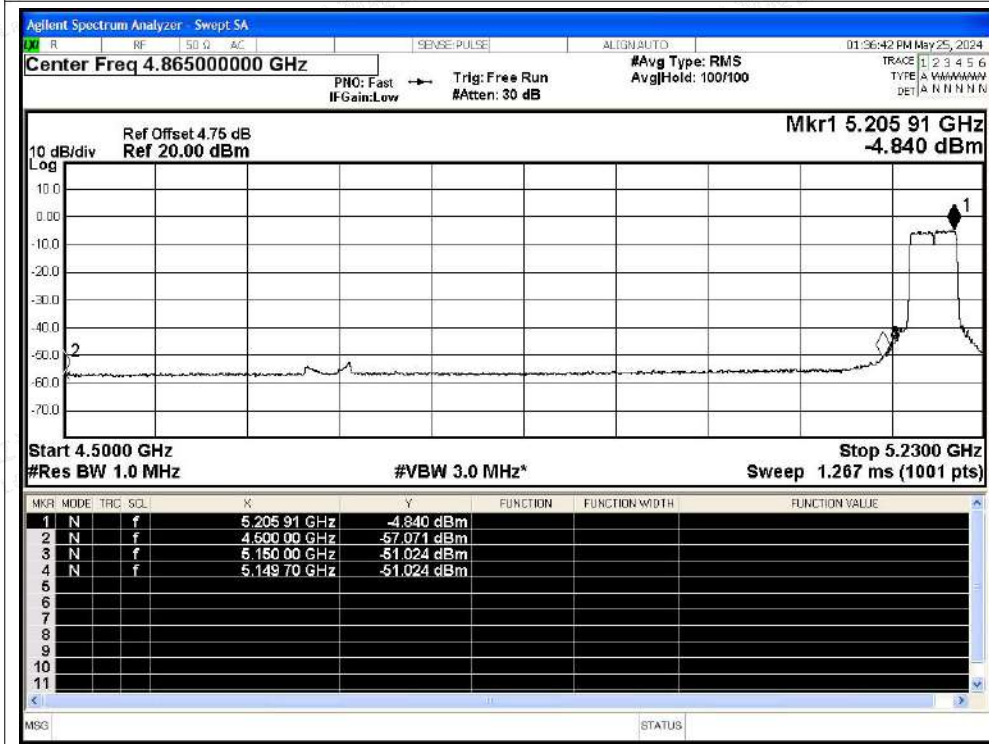 Agilent Spectrum Analyzer - Swept SA
LXI R RF 50 Ω AC SENSE:PULSE ALIGN AUTO 01:36:42 PM May 25, 2024
Center Freq 4.865000000 GHz #Avg Type: RMS TRACE 1 2 3 4 5 6
PNO: Fast Trig: Free Run Avg|Hold: 100/100 TYPE A WWWWW
IFGain:Low #Atten: 30 dB DET A N N N N N
Mkr1 5.205 91 GHz
Ref Offset 4.75 dB
10 dB/div Ref 20.00 dBm -4.840 dBm
Log
10.0
1
0.00
-10.0
-20.0
-30.0
-40.0
-50.0
2
-60.0
-70.0
Start 4.5000 GHz Stop 5.2300 GHz
#Res BW 1.0 MHz #VBW 3.0 MHz* Sweep 1.267 ms (1001 pts)
MKR MODE TRC SCL X Y FUNCTION FUNCTION WIDTH FUNCTION VALUE
1 N f 5.205 91 GHz -4.840 dBm
2 N f 4.500 00 GHz -57.071 dBm
3 N f 5.150 00 GHz -51.024 dBm
4 N f 5.149 70 GHz -51.024 dBm
5
6
7
8
9
10
11
MSG STATUS